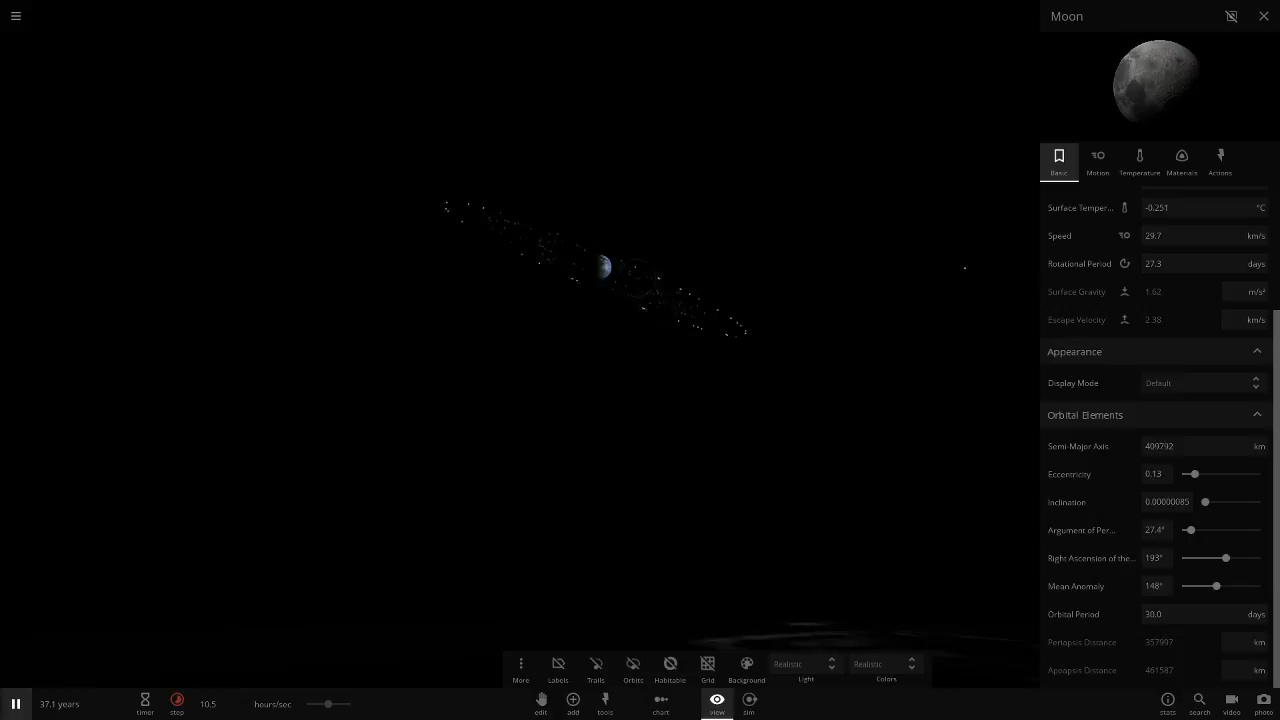 Moon
Basic
Motion
Temperature
Materials
Actions
Surface Temper... -0.251 °C
Speed 29.7 km/s
Rotational Period 27.3 days
Surface Gravity 1.62 m/s²
Escape Velocity 2.38 km/s
Appearance
Display Mode Default
Orbital Elements
Semi-Major Axis 409792 km
Eccentricity 0.13
Inclination 0.00000085
Argument of Per... 27.4°
Right Ascension of the... 193°
Mean Anomaly 148°
Orbital Period 30.0 days
Periapsis Distance 357997 km
Apoapsis Distance 461587 km
More
Labels
Trails
Orbits
Habitable
Grid
Background
Realistic
Light
Realistic
Colors
37.1 years
timer
step
10.5 hours/sec
edit
add
tools
chart
view
sim
stats
search
video
photo